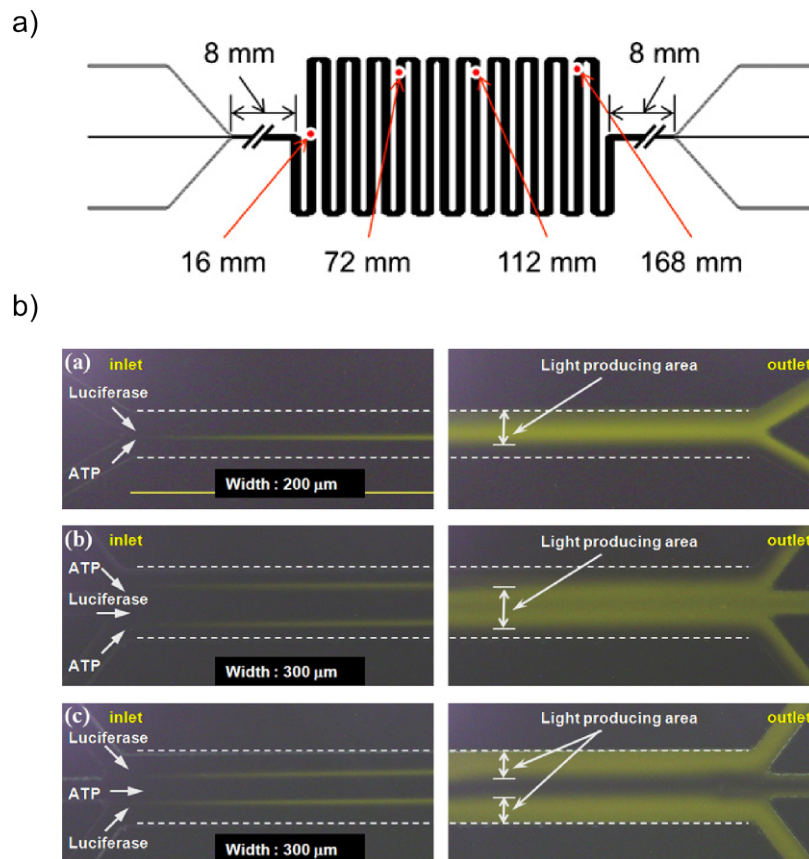 a)
8 mm
8 mm
16 mm
72 mm
112 mm
168 mm
b)
(a)
inlet
Luciferase
ATP
Width : 200 μm
Light producing area
outlet
(b)
inlet
ATP
Luciferase
ATP
Width : 300 μm
Light producing area
outlet
(c)
inlet
Luciferase
ATP
Luciferase
Width : 300 μm
Light producing area
outlet